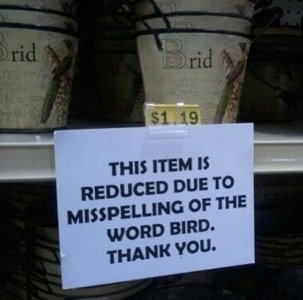 Brid
Brid
$1 19
THIS ITEM IS
REDUCED DUE TO
MISSPELLING OF THE
WORD BIRD.
THANK YOU.